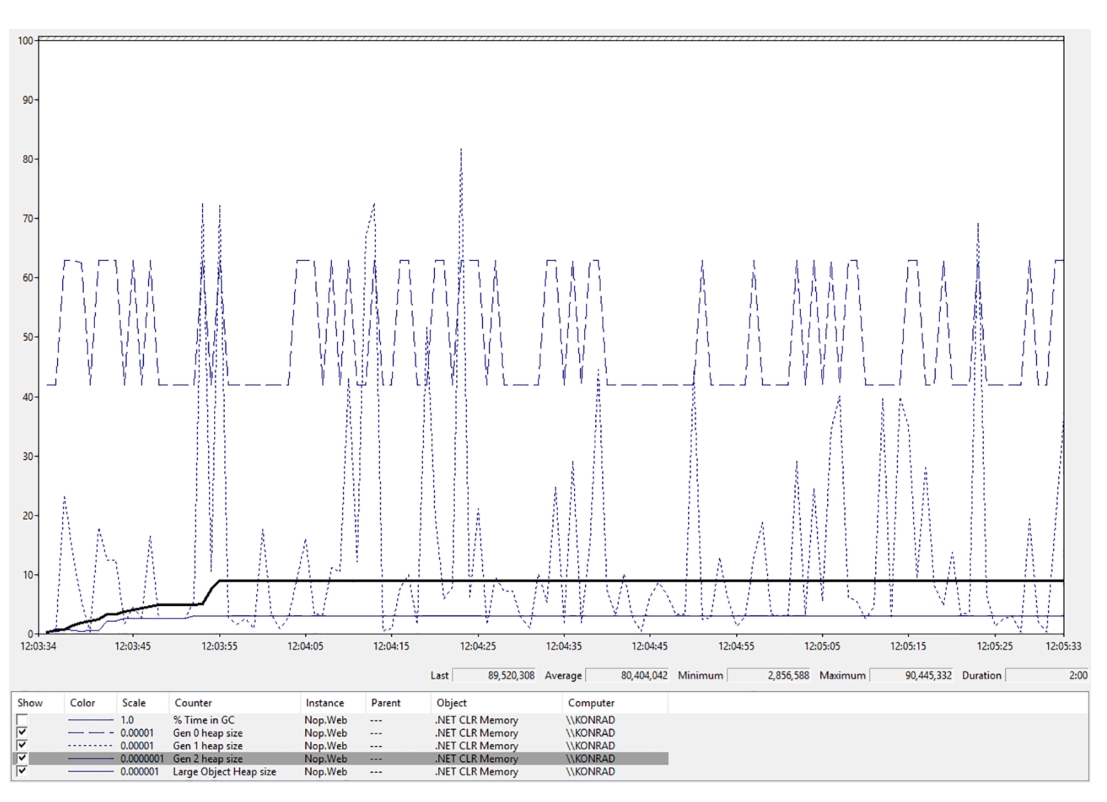 100
90
80
70
60
50
40
30
20
10
0
12:03:34 12:03:45 12:03:55 12:04:05 12:04:15 12:04:25 12:04:35 12:04:45 12:04:55 12:05:05 12:05:15 12:05:25 12:05:33
Last 89,520,308 Average 80,404,042 Minimum 2,856,588 Maximum 90,445,332 Duration 2:00
Show Color Scale Counter Instance Parent Object Computer
1.0 % Time in GC Nop.Web --- .NET CLR Memory \\KONRAD
0.00001 Gen 0 heap size Nop.Web --- .NET CLR Memory \\KONRAD
0.00001 Gen 1 heap size Nop.Web --- .NET CLR Memory \\KONRAD
0.0000001 Gen 2 heap size Nop.Web --- .NET CLR Memory \\KONRAD
0.000001 Large Object Heap size Nop.Web --- .NET CLR Memory \\KONRAD